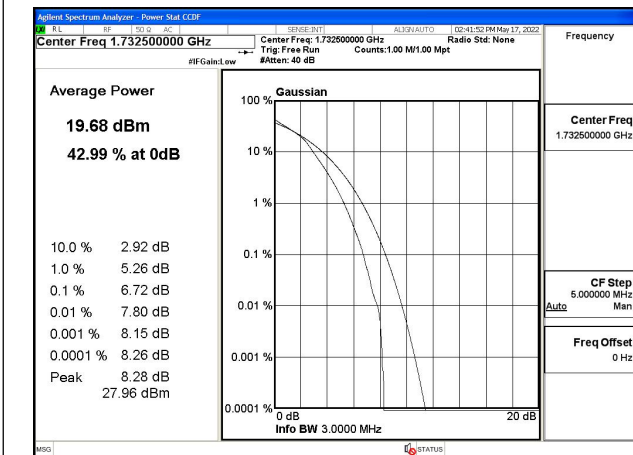 Agilent Spectrum Analyzer - Power Stat CCDF
RL RF 50 Ω AC SENSE:INT ALIGN AUTO 02:41:52 PM May 17, 2022
Center Freq 1.732500000 GHz
Center Freq: 1.732500000 GHz Radio Std: None
Trig: Free Run Counts:1.00 M/1.00 Mpt
#IFGain:Low #Atten: 40 dB
Frequency
Average Power
19.68 dBm
42.99 % at 0dB
10.0 % 2.92 dB
1.0 % 5.26 dB
0.1 % 6.72 dB
0.01 % 7.80 dB
0.001 % 8.15 dB
0.0001 % 8.26 dB
Peak 8.28 dB
27.96 dBm
Gaussian
100 %
10 %
1 %
0.1 %
0.01 %
0.001 %
0.0001 %
0 dB 20 dB
Info BW 3.0000 MHz
Center Freq
1.732500000 GHz
CF Step
5.000000 MHz
Auto Man
Freq Offset
0 Hz
MSG STATUS